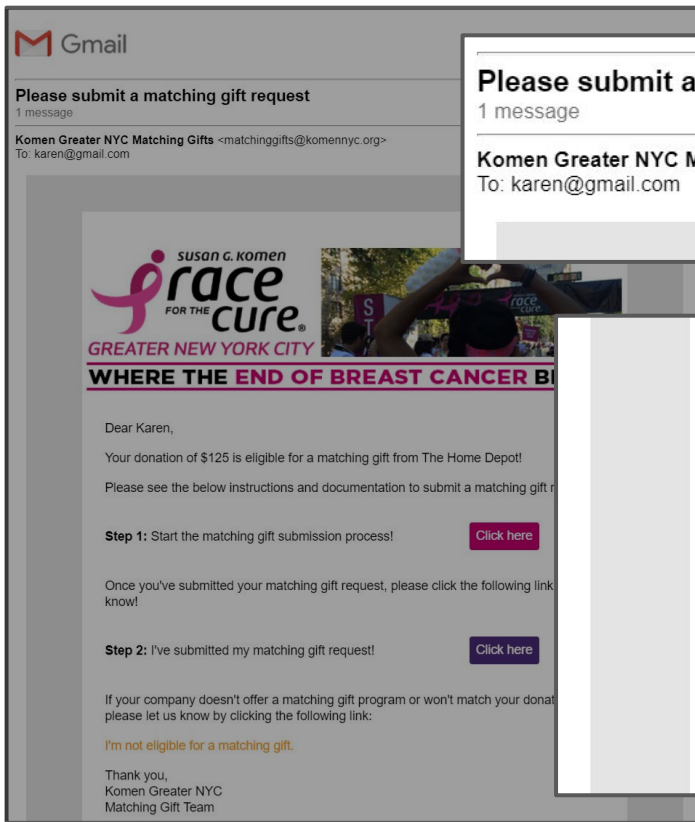 Gmail
Please submit a matching gift request
1 message
Komen Greater NYC Matching Gifts <matchinggifts@komennyc.org>
To: karen@gmail.com
Please submit a
1 message
Komen Greater NYC
To: karen@gmail.com
SUSAN G. KOMEN
race
FOR THE
cure®
GREATER NEW YORK CITY
race
cure
WHERE THE END OF BREAST CANCER
Dear Karen,
Your donation of $125 is eligible for a matching gift from The Home Depot!
Please see the below instructions and documentation to submit a matching gift
Step 1: Start the matching gift submission process! Click here
Once you've submitted your matching gift request, please click the following link
know!
Step 2: I've submitted my matching gift request! Click here
If your company doesn't offer a matching gift program or won't match your
please let us know by clicking the following link:
I'm not eligible for a matching gift.
Thank you,
Komen Greater NYC
Matching Gift Team